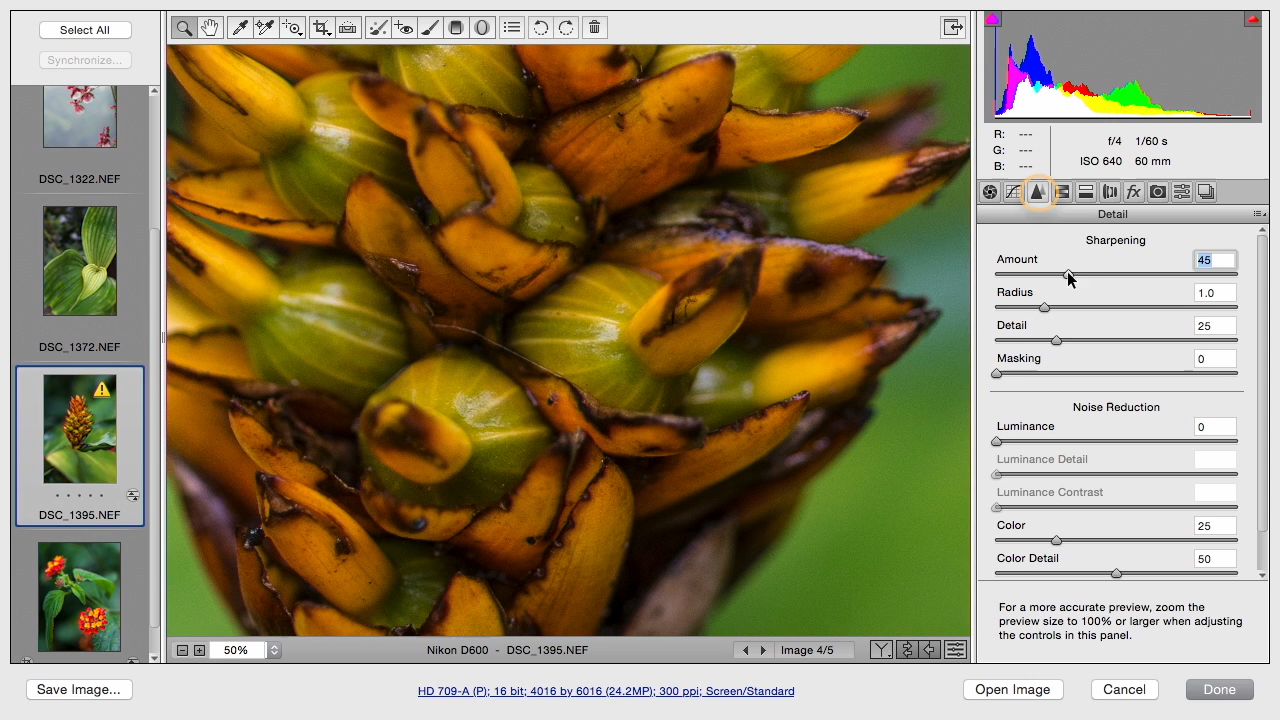 Select All
Synchronize...
DSC_1322.NEF
DSC_1372.NEF
DSC_1395.NEF
50%
Nikon D600 - DSC_1395.NEF
Image 4/5
R: ---
G: ---
B: ---
f/4 1/60 s
ISO 640 60 mm
fx
Detail
Sharpening
Amount 45
Radius 1.0
Detail 25
Masking 0
Noise Reduction
Luminance 0
Luminance Detail
Luminance Contrast
Color 25
Color Detail 50
For a more accurate preview, zoom the
preview size to 100% or larger when adjusting
the controls in this panel.
Save Image...
HD 709-A (P); 16 bit; 4016 by 6016 (24.2MP); 300 ppi; Screen/Standard
Open Image
Cancel
Done